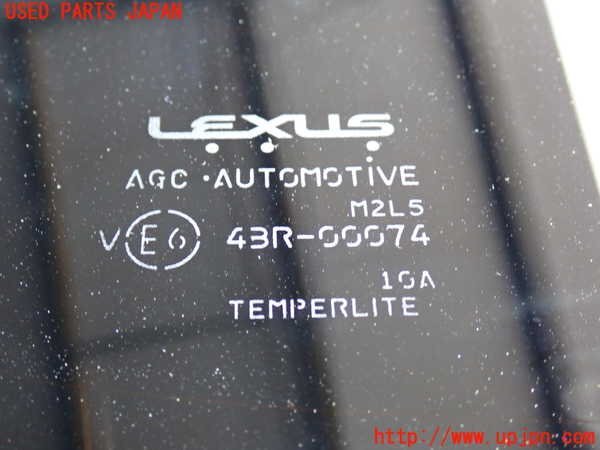 USED PARTS JAPAN
LEXUS
AGC · AUTOMOTIVE
M2L5
V E6 43R-00074
10A
TEMPERLITE
http://www.upjpn.com